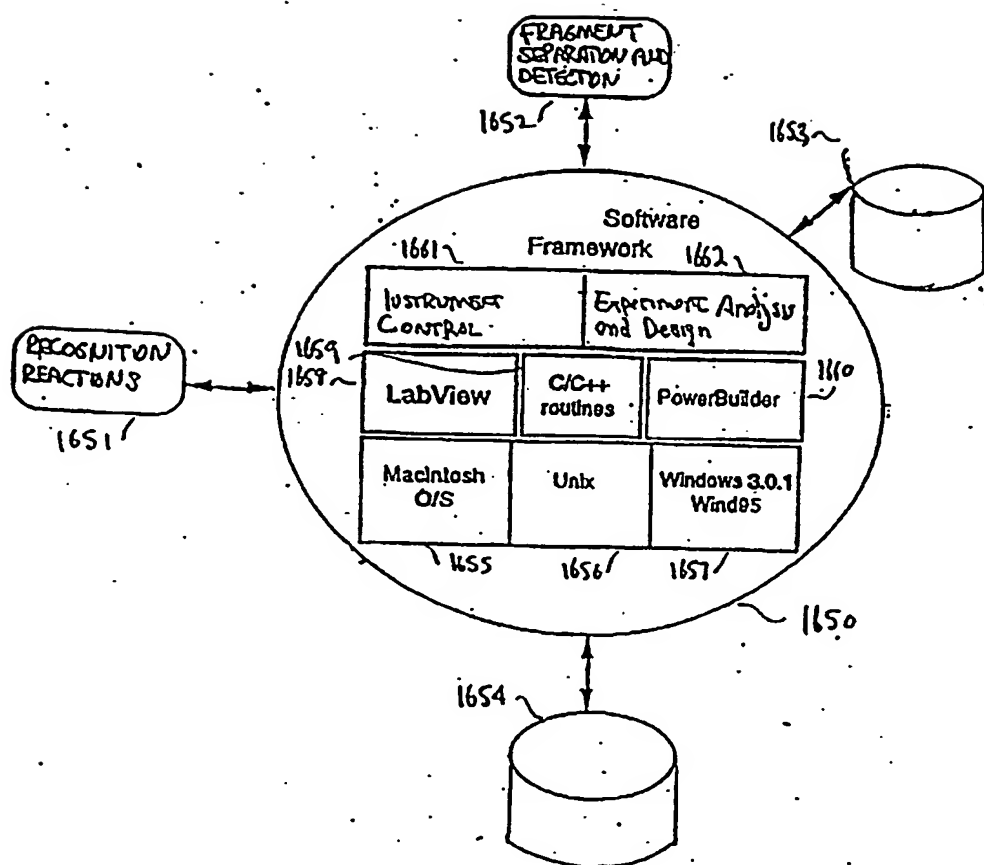 FRAGMENT
SEPARATION AND
DETECTION
1652
1653
Software
Framework
1661
1662
INSTRUMENT
CONTROL
Experiment Analysis
and Design
RECOGNITION
REACTIONS
1651
1659
1658
LabView
C/C++
routines
PowerBuilder
1660
Macintosh
O/S
Unix
Windows 3.0.1
Wind95
1655
1656
1657
1650
1654